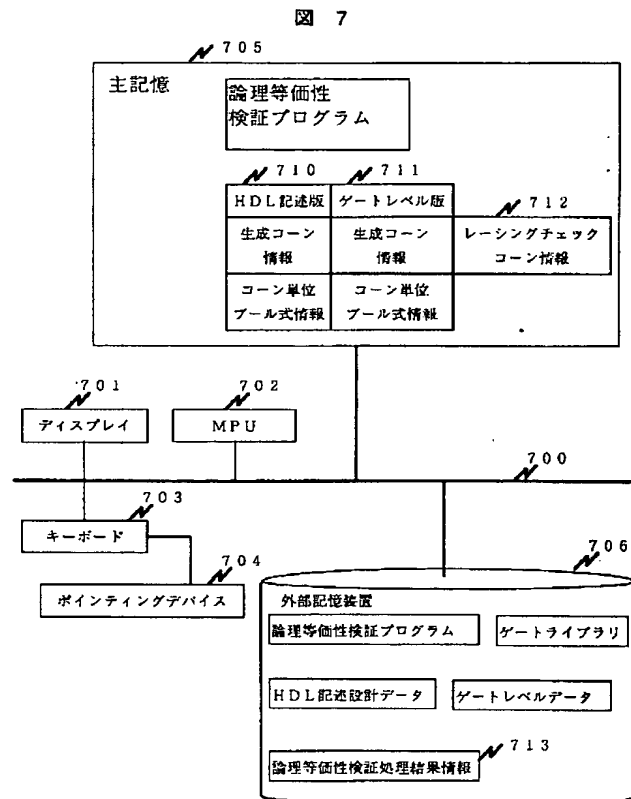 図 7
705
主記憶
論理等価性
検証プログラム
710 711
712
HDL記述版 ゲートレベル版
生成コーン 生成コーン レーシングチェック
情報 情報 コーン情報
コーン単位 コーン単位
ブール式情報 ブール式情報
701 702
ディスプレイ MPU
700
703
キーボード
704
706
ポインティングデバイス
外部記憶装置
論理等価性検証プログラム ゲートライブラリ
HDL記述設計データ ゲートレベルデータ
713
論理等価性検証処理結果情報